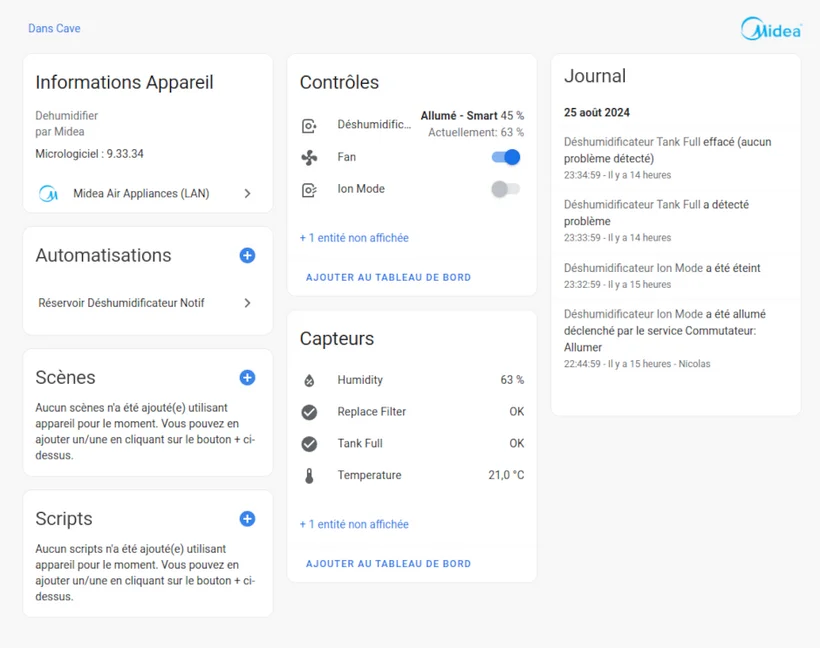 Dans Cave
Midea
Informations Appareil
Dehumidifier
par Midea
Micrologiciel : 9.33.34
Midea Air Appliances (LAN)
Automatisations
Réservoir Déshumidificateur Notif
Scènes
Aucun scènes n'a été ajouté(e) utilisant
appareil pour le moment. Vous pouvez en
ajouter un/une en cliquant sur le bouton + ci-
dessus.
Scripts
Aucun scripts n'a été ajouté(e) utilisant
appareil pour le moment. Vous pouvez en
ajouter un/une en cliquant sur le bouton + ci-
dessus.
Contrôles
Déshumidific... Allumé - Smart 45 %
Actuellement: 63 %
Fan
Ion Mode
+ 1 entité non affichée
AJOUTER AU TABLEAU DE BORD
Capteurs
Humidity 63 %
Replace Filter OK
Tank Full OK
Temperature 21,0 °C
+ 1 entité non affichée
AJOUTER AU TABLEAU DE BORD
Journal
25 août 2024
Déshumidificateur Tank Full effacé (aucun
problème détecté)
23:34:59 - Il y a 14 heures
Déshumidificateur Tank Full a détecté
problème
23:33:59 - Il y a 14 heures
Déshumidificateur Ion Mode a été éteint
23:32:59 - Il y a 15 heures
Déshumidificateur Ion Mode a été allumé
déclenché par le service Commutateur:
Allumer
22:44:59 - Il y a 15 heures - Nicolas